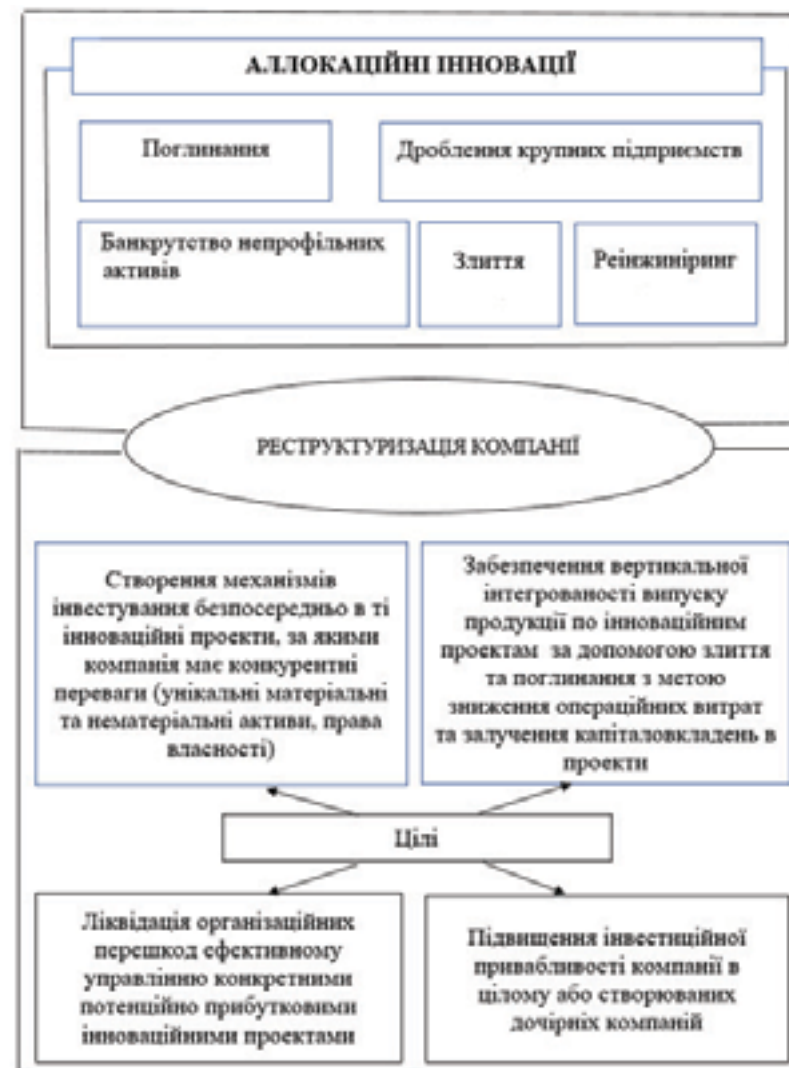 АЛЛОКАЦІЙНІ ІННОВАЦІЇ
Поглинання
Дроблення крупних підприємств
Банкрутство непрофільних
активів
Злиття
Реінжиніринг
РЕСТРУКТУРИЗАЦІЯ КОМПАНІЇ
Створення механізмів
інвестування безпосередньо в ті
інноваційні проекти, за якими
компанія має конкурентні
переваги (унікальні матеріальні
та нематеріальні активи, права
власності)
Забезпечення вертикальної
інтегрованості випуску
продукції по інноваційним
проектам за допомогою злиття
та поглинання з метою
зниження операційних витрат
та залучення капіталовкладень в
проекти
Цілі
Ліквідація організаційних
перешкод ефективному
управлінню конкретними
потенційно прибутковими
інноваційними проектами
Підвищення інвестиційної
привабливості компанії в
цілому або створюваних
дочірніх компаній